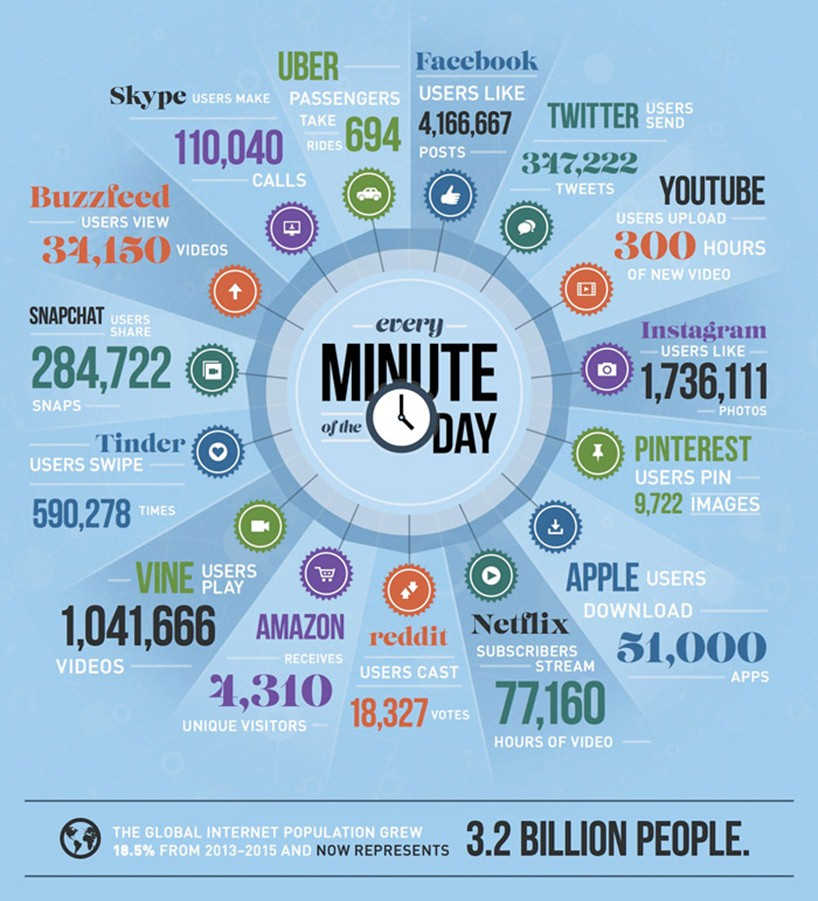 every
MINUTE
of the DAY
UBER
PASSENGERS
TAKE
RIDES 694
Facebook
USERS LIKE
4,166,667
POSTS
TWITTER USERS
SEND
347,222
TWEETS
YOUTUBE
USERS UPLOAD
300 HOURS
OF NEW VIDEO
Instagram
USERS LIKE
1,736,111
PHOTOS
PINTEREST
USERS PIN
9,722 IMAGES
APPLE USERS
DOWNLOAD
51,000
APPS
Netflix
SUBSCRIBERS
STREAM
77,160
HOURS OF VIDEO
reddit
USERS CAST
18,327 VOTES
AMAZON
RECEIVES
4,310
UNIQUE VISITORS
VINE USERS
PLAY
1,041,666
VIDEOS
Tinder
USERS SWIPE
590,278 TIMES
SNAPCHAT USERS
SHARE
284,722
SNAPS
Buzzfeed
USERS VIEW
34,150 VIDEOS
Skype USERS MAKE
110,040
CALLS
THE GLOBAL INTERNET POPULATION GREW
18.5% FROM 2013–2015 AND NOW REPRESENTS
3.2 BILLION PEOPLE.